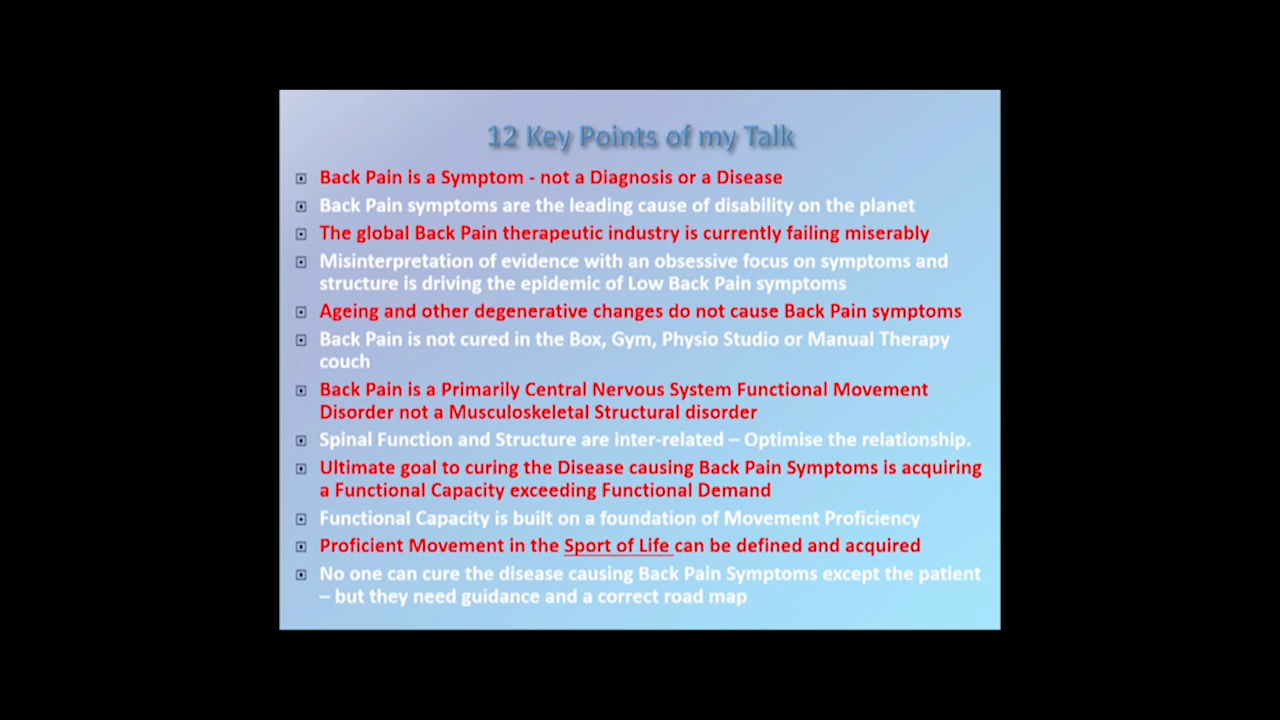 12 Key Points of my Talk
Back Pain is a Symptom - not a Diagnosis or a Disease
Back Pain symptoms are the leading cause of disability on the planet
The global Back Pain therapeutic industry is currently failing miserably
Misinterpretation of evidence with an obsessive focus on symptoms and
structure is driving the epidemic of Low Back Pain symptoms
Ageing and other degenerative changes do not cause Back Pain symptoms
Back Pain is not cured in the Box, Gym, Physio Studio or Manual Therapy
couch
Back Pain is a Primarily Central Nervous System Functional Movement
Disorder not a Musculoskeletal Structural disorder
Spinal Function and Structure are inter-related – Optimise the relationship.
Ultimate goal to curing the Disease causing Back Pain Symptoms is acquiring
a Functional Capacity exceeding Functional Demand
Functional Capacity is built on a foundation of Movement Proficiency
Proficient Movement in the Sport of Life can be defined and acquired
No one can cure the disease causing Back Pain Symptoms except the patient
– but they need guidance and a correct road map